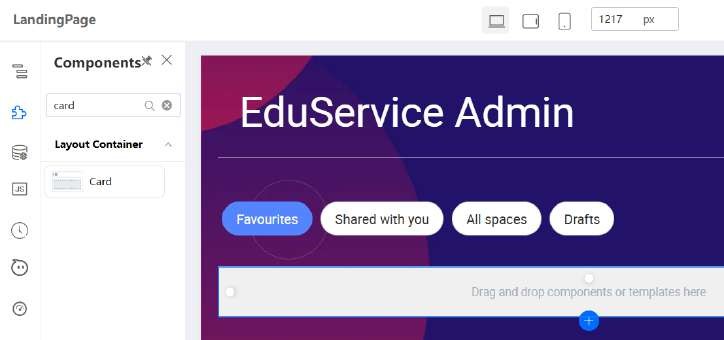 LandingPage
1217 px
Components
card
Layout Container
Card
JS
EduService Admin
Favourites
Shared with you
All spaces
Drafts
Drag and drop components or templates here